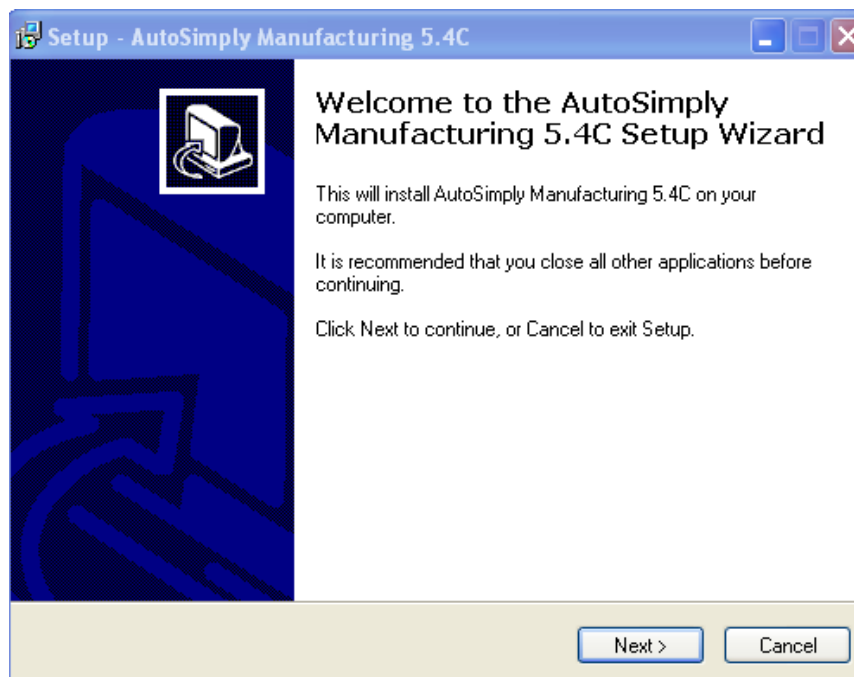 Setup - AutoSimply Manufacturing 5.4C
Welcome to the AutoSimply
Manufacturing 5.4C Setup Wizard
This will install AutoSimply Manufacturing 5.4C on your
computer.
It is recommended that you close all other applications before
continuing.
Click Next to continue, or Cancel to exit Setup.
Next >
Cancel